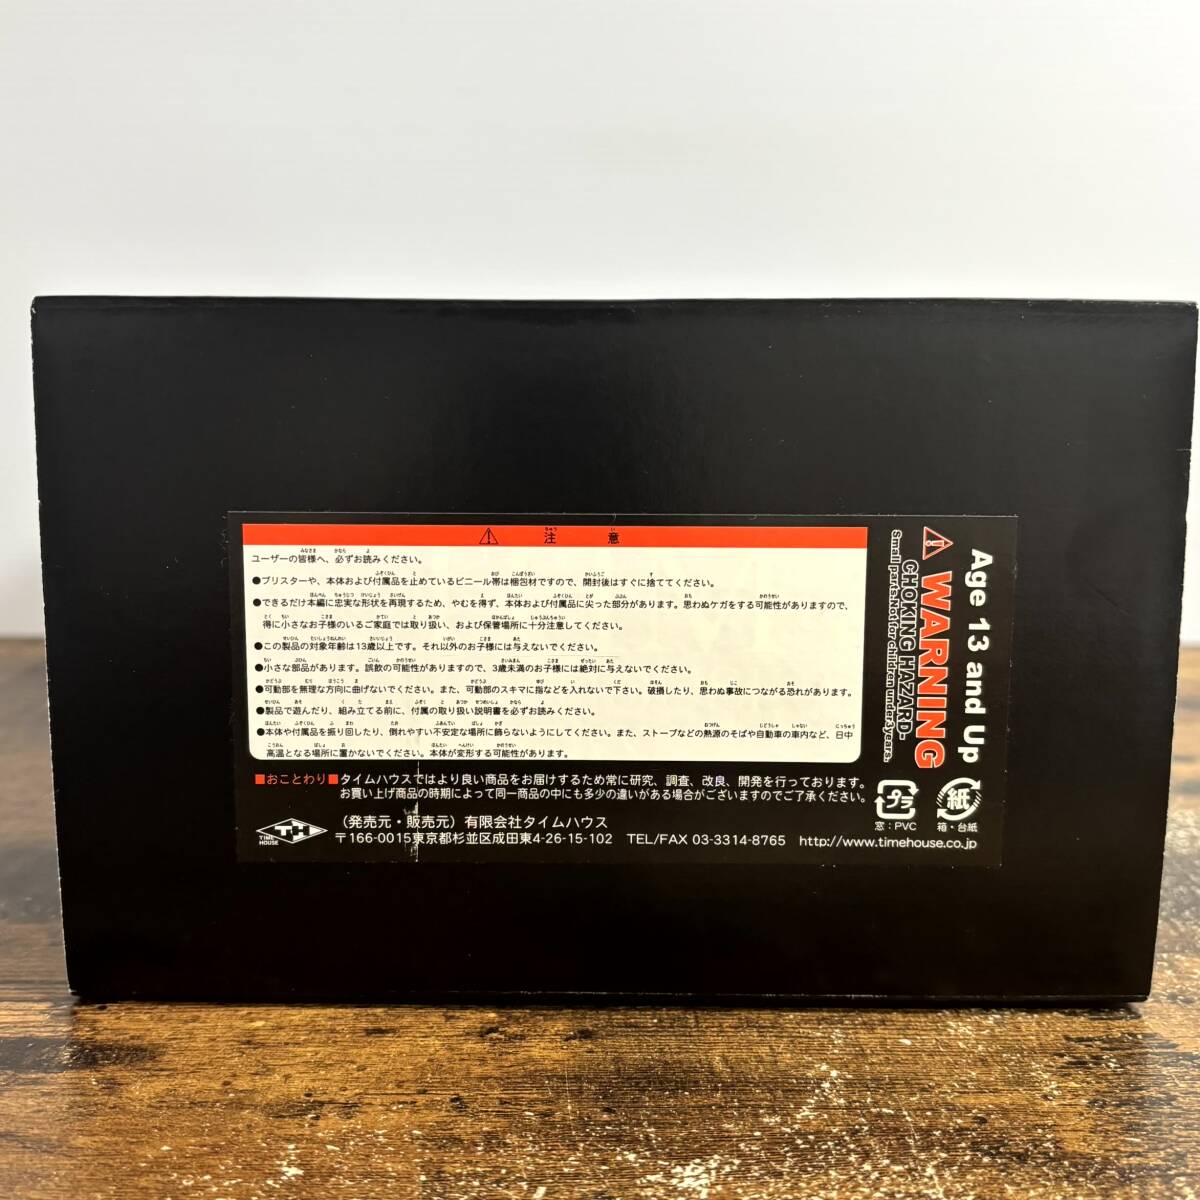 ⚠ 注 意
ユーザーの皆様へ、必ずお読みください。
●ブリスターや、本体および付属品を止めているビニール帯は梱包材ですので、開封後はすぐに捨ててください。
●できるだけ本編に忠実な形状を再現するため、やむを得ず、本体および付属品に尖った部分があります。思わぬケガをする可能性がありますので、
得に小さなお子様のいるご家庭では取り扱い、および保管場所に十分注意してください。
●この製品の対象年齢は13歳以上です。それ以外のお子様には与えないでください。
●小さな部品があります。誤飲の可能性がありますので、3歳未満のお子様には絶対に与えないでください。
●可動部を無理な方向に曲げないでください。また、可動部のスキマに指などを入れないで下さい。破損したり、思わぬ事故につながる恐れがあります。
●製品で遊んだり、組み立てる前に、付属の取り扱い説明書を必ずお読みください。
●本体や付属品を振り回したり、倒れやすい不安定な場所に飾らないようにしてください。また、ストーブなどの熱源のそばや自動車の車内など、日中
高温となる場所に置かないでください。本体が変形する可能性があります。
■おことわり■タイムハウスではより良い商品をお届けするため常に研究、調査、改良、開発を行っております。
お買い上げ商品の時期によって同一商品の中にも多少の違いがある場合がございますのでご了承ください。
TH
TIME
HOUSE
（発売元・販売元）有限会社タイムハウス
〒166-0015東京都杉並区成田東4-26-15-102 TEL/FAX 03-3314-8765 http://www.timehouse.co.jp
Age 13 and Up
⚠ WARNING
CHOKING HAZARD-
Small parts.Not for children under 3 years.
プラ
窓：PVC
紙
箱・台紙